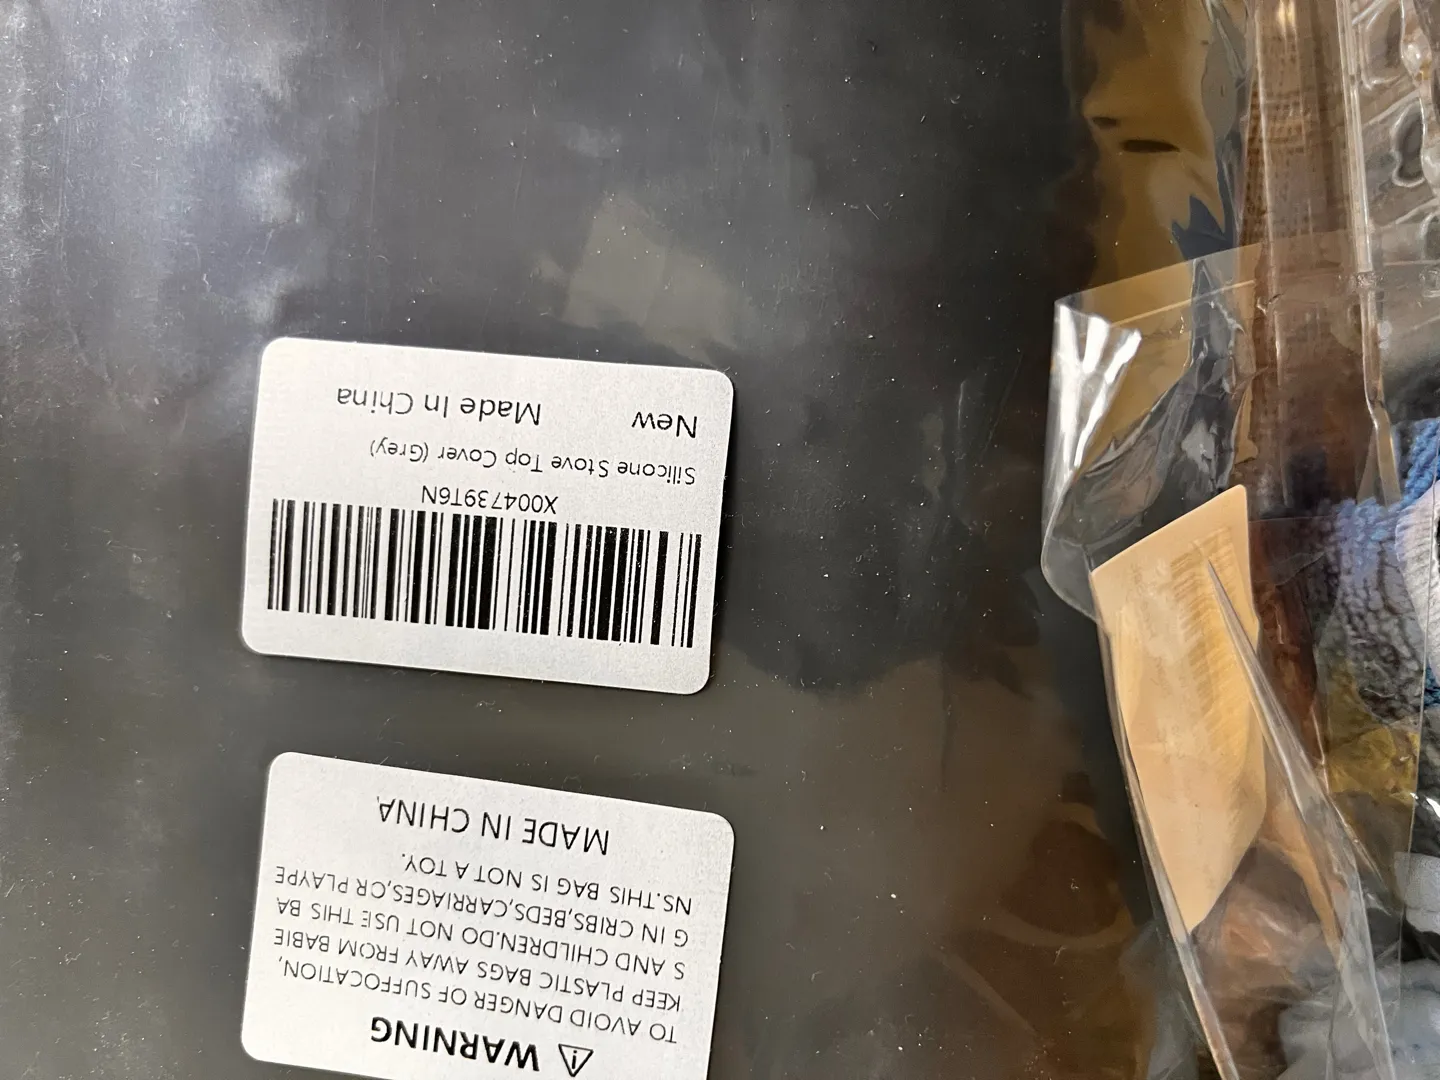 X004739T6N
Silicone Stove Top Cover (Grey)
New Made In China
WARNING
TO AVOID DANGER OF SUFFOCATION,
KEEP PLASTIC BAGS AWAY FROM BABIE
S AND CHILDREN.DO NOT USE THIS BA
G IN CRIBS,BEDS,CARRIAGES,OR PLAYPE
NS.THIS BAG IS NOT A TOY.
MADE IN CHINA